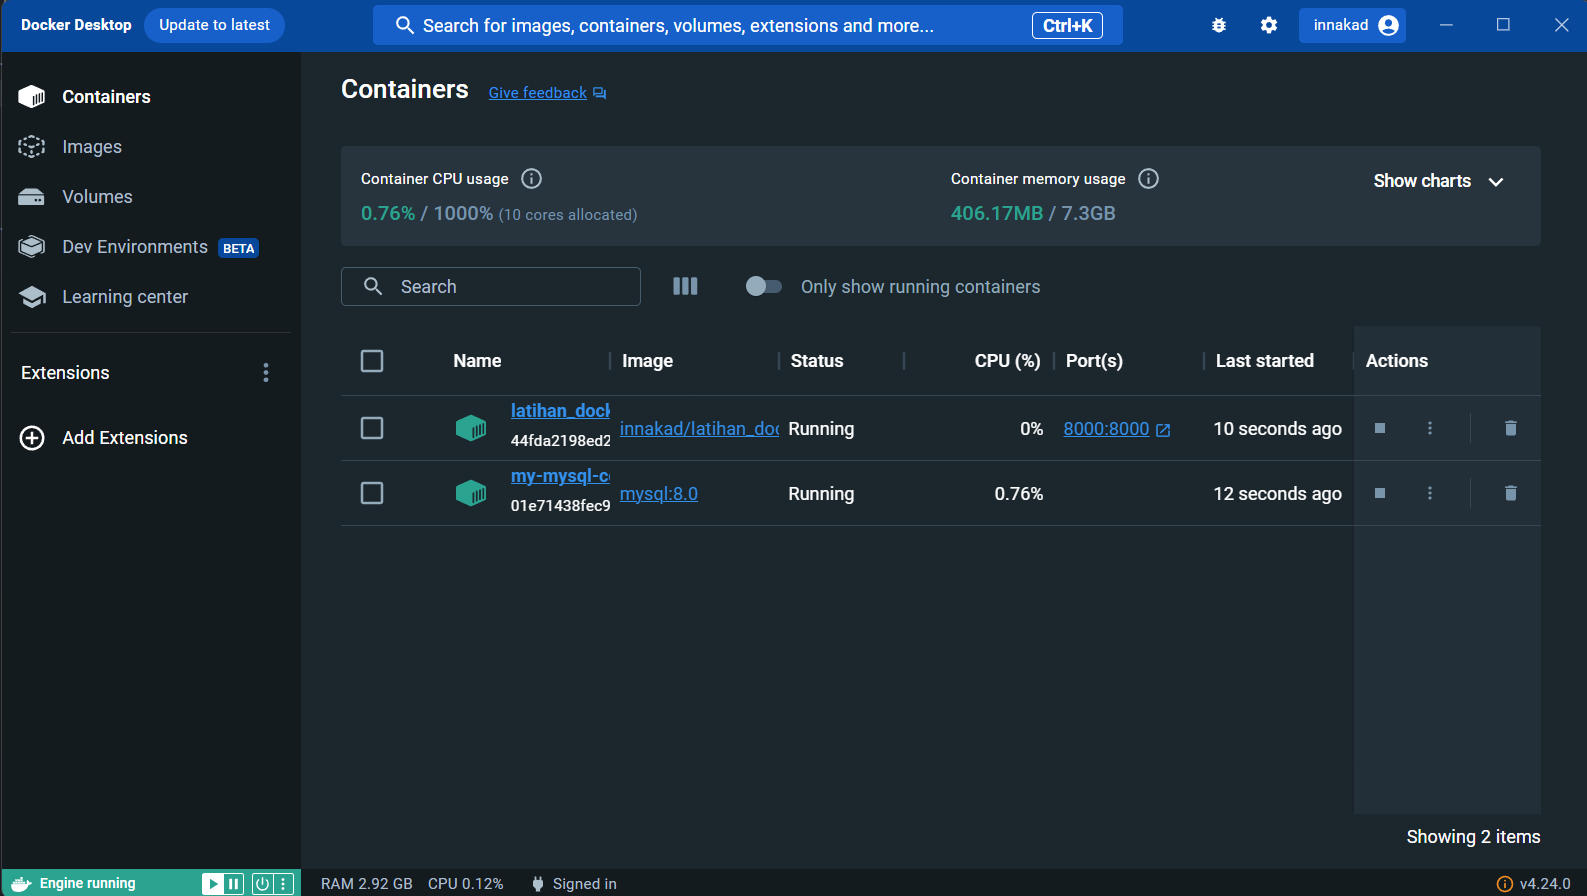 Docker Desktop Update to latest Search for images, containers, volumes, extensions and more... Ctrl+K innakad
Containers
Images
Volumes
Dev Environments BETA
Learning center
Extensions
Add Extensions
Containers Give feedback
Container CPU usage
0.76% / 1000% (10 cores allocated)
Container memory usage
406.17MB / 7.3GB
Show charts
Search Only show running containers
Name Image Status CPU (%) Port(s) Last started Actions
latihan_dock
44fda2198ed2
innakad/latihan_doc Running 0% 8000:8000 10 seconds ago
my-mysql-c
01e71438fec9
mysql:8.0 Running 0.76% 12 seconds ago
Showing 2 items
Engine running RAM 2.92 GB CPU 0.12% Signed in v4.24.0